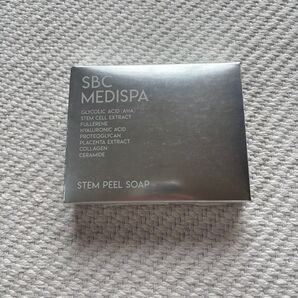 SBC
MEDISPA
GLYCOLIC ACID (AHA)
STEM CELL EXTRACT
FULLERENE
HYALURONIC ACID
PROTEOGLYCAN
PLACENTA EXTRACT
COLLAGEN
CERAMIDE
STEM PEEL SOAP